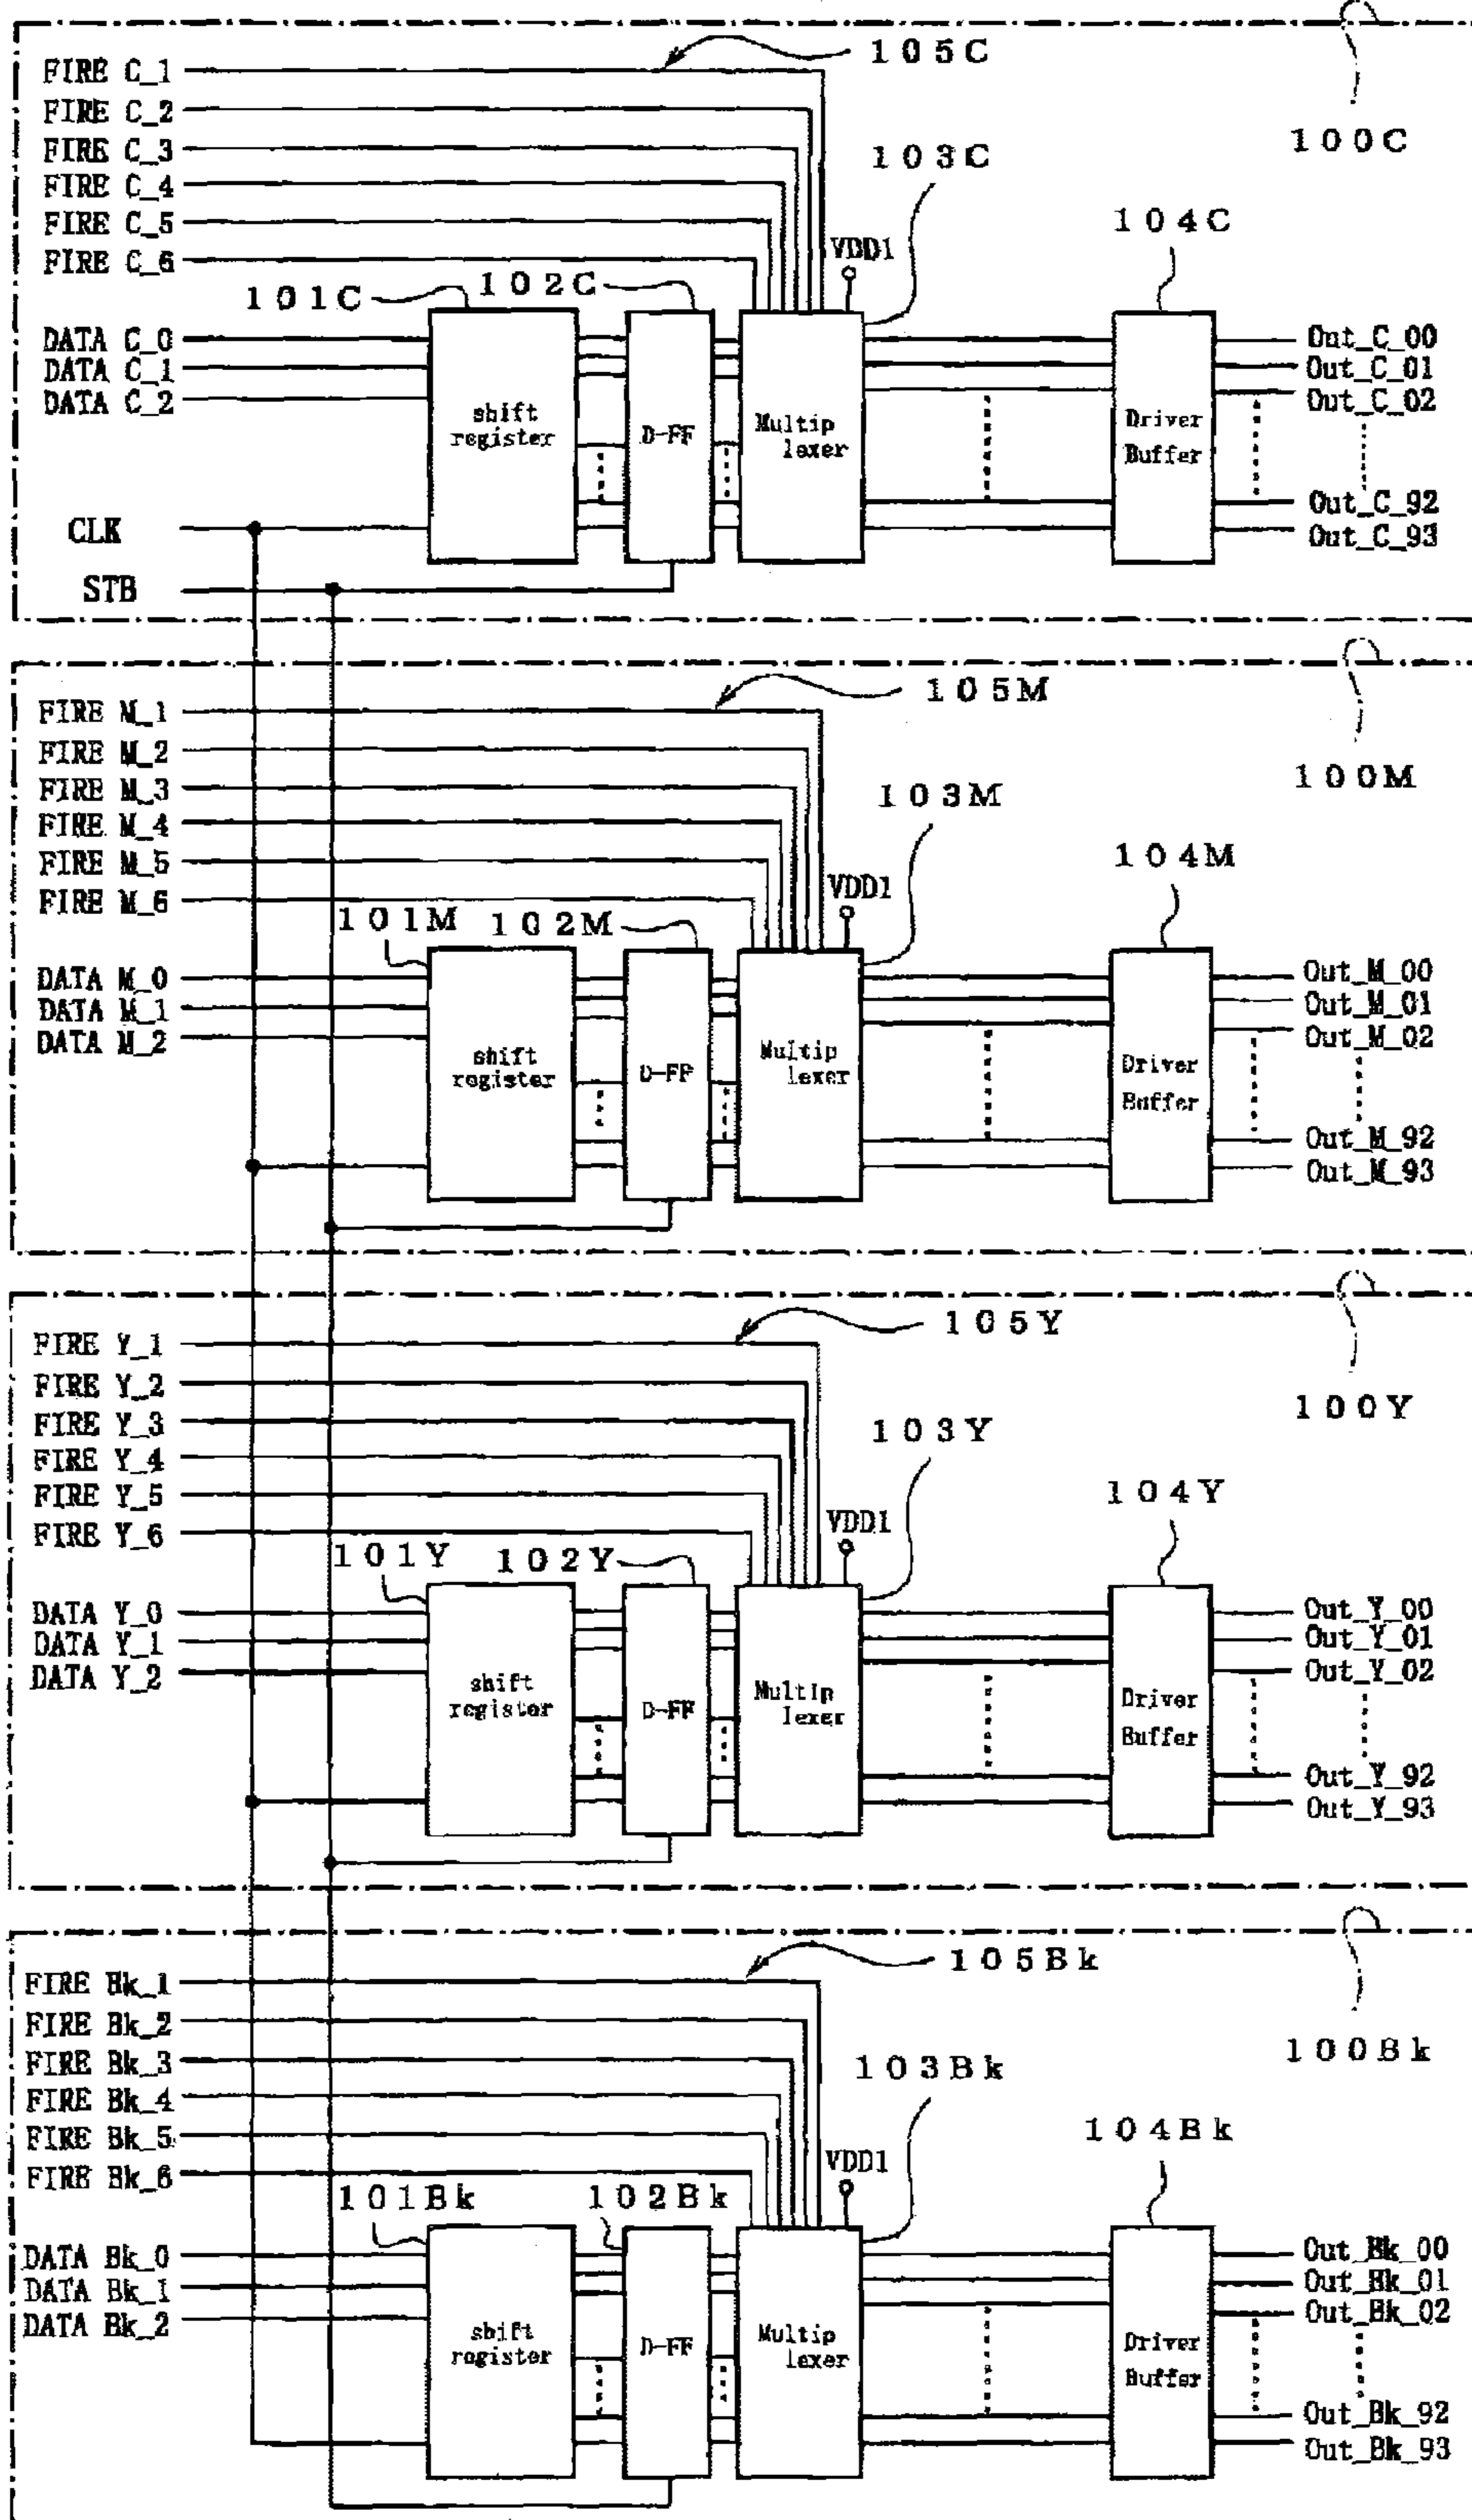 105C
FIRE C_1
FIRE C_2
100C
FIRE C_3
103C
FIRE C_4
FIRE C_5
104C
FIRE C_6
VDD1
101C
102C
DATA C_0
DATA C_1
DATA C_2
shift
register
D-FF
Multip
lexer
Driver
Buffer
Out_C_00
Out_C_01
Out_C_02
Out_C_92
Out_C_93
CLK
STB
105M
FIRE M_1
FIRE M_2
100M
FIRE M_3
103M
FIRE M_4
FIRE M_5
104M
FIRE M_6
VDD1
101M
102M
DATA M_0
DATA M_1
DATA M_2
shift
register
D-FF
Multip
lexer
Driver
Buffer
Out_M_00
Out_M_01
Out_M_02
Out_M_92
Out_M_93
105Y
FIRE Y_1
FIRE Y_2
100Y
FIRE Y_3
103Y
FIRE Y_4
FIRE Y_5
104Y
FIRE Y_6
VDD1
101Y
102Y
DATA Y_0
DATA Y_1
DATA Y_2
shift
register
D-FF
Multip
lexer
Driver
Buffer
Out_Y_00
Out_Y_01
Out_Y_02
Out_Y_92
Out_Y_93
105Bk
FIRE Bk_1
FIRE Bk_2
100Bk
FIRE Bk_3
103Bk
FIRE Bk_4
FIRE Bk_5
104Bk
FIRE Bk_6
VDD1
101Bk
102Bk
DATA Bk_0
DATA Bk_1
DATA Bk_2
shift
register
D-FF
Multip
lexer
Driver
Buffer
Out_Bk_00
Out_Bk_01
Out_Bk_02
Out_Bk_92
Out_Bk_93